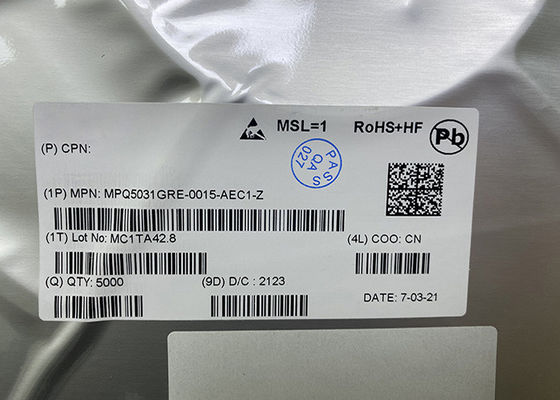 MSL=1 RoHS+HF Pb
(P) CPN:
PASS
QA
027
(1P) MPN: MPQ5031GRE-0015-AEC1-Z
(1T) Lot No: MC1TA42.8 (4L) COO: CN
(Q) QTY: 5000 (9D) D/C : 2123
DATE: 7-03-21